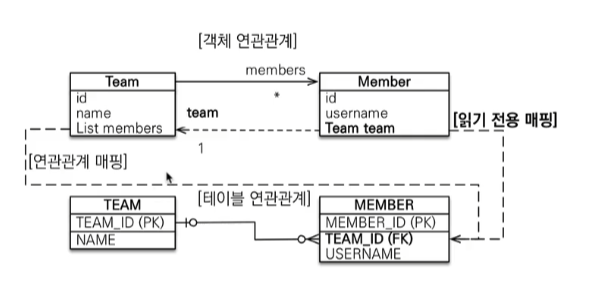 [객체 연관관계]
members
Team
Member
id
name
List members
*
team
1
id
username
Team team
[읽기 전용 매핑]
[연관관계 매핑]
[테이블 연관관계]
TEAM
TEAM_ID (PK)
NAME
MEMBER
MEMBER_ID (PK)
TEAM_ID (FK)
USERNAME